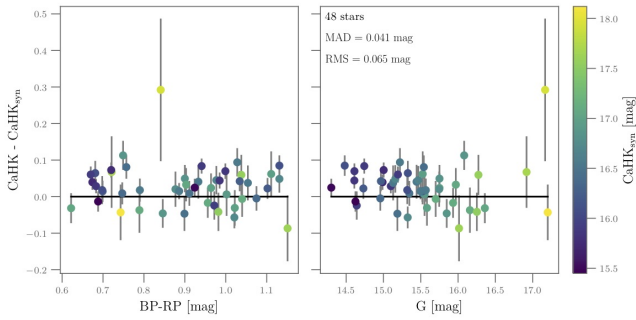 48 stars
MAD = 0.041 mag
RMS = 0.065 mag
CaHK - CaHKsyn
0.5
0.4
0.3
0.2
0.1
0.0
−0.1
−0.2
0.6 0.7 0.8 0.9 1.0 1.1
BP-RP [mag]
14.5 15.0 15.5 16.0 16.5 17.0
G [mag]
18.0
17.5
17.0
16.5
16.0
15.5
CaHKsyn [mag]